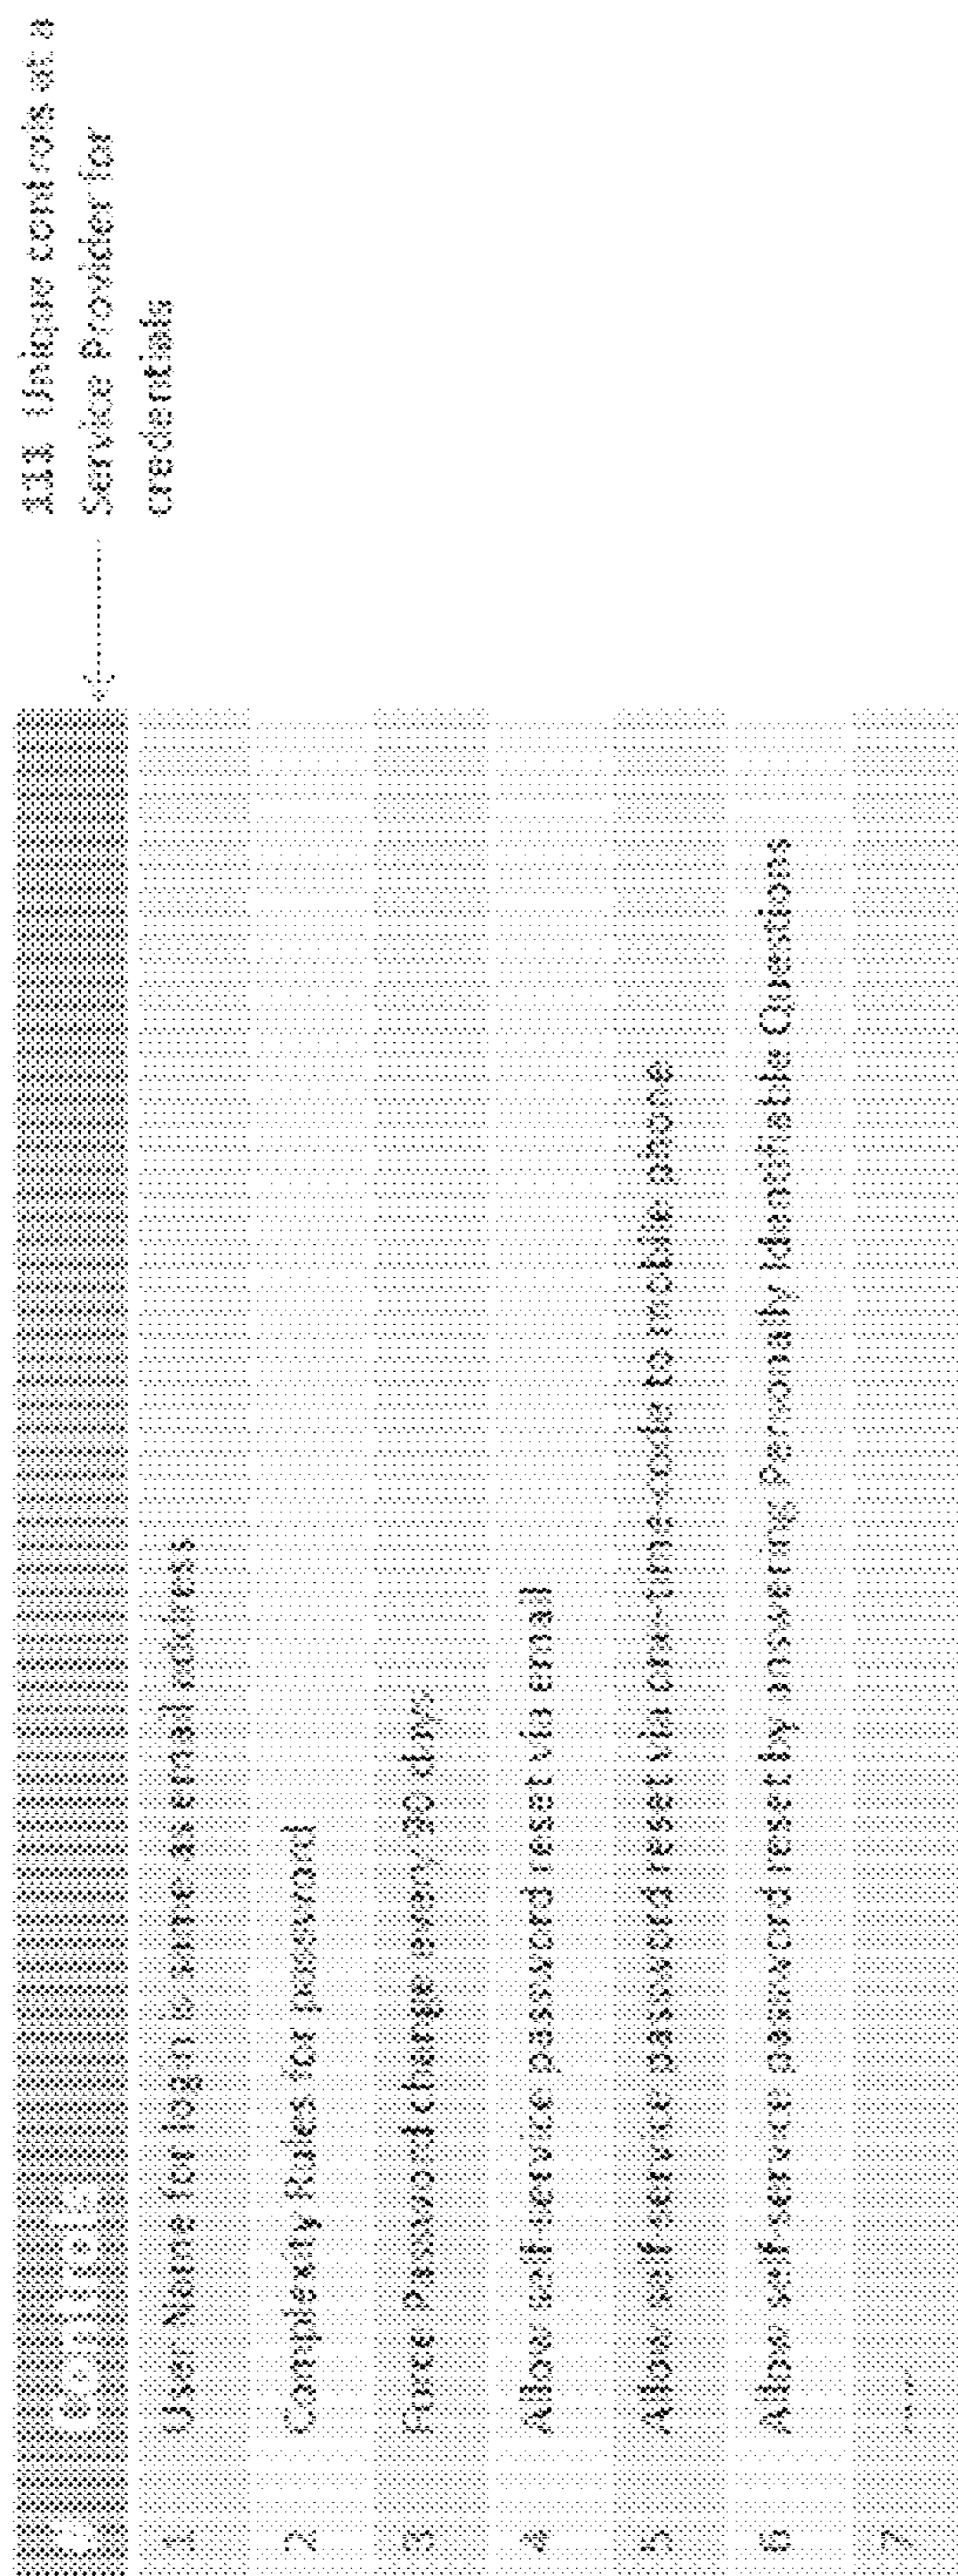 # Controls
1 User Name for login is same as email address
2 Complexity Rules for password
3 Force Password change every 90 days
4 Allow self-service password reset via email
5 Allow self-service password reset via one-time-code to mobile phone
6 Allow self-service password reset by answering Personally Identifiable Questions
7 ....
111 Unique controls at a
Service Provider for
credentials